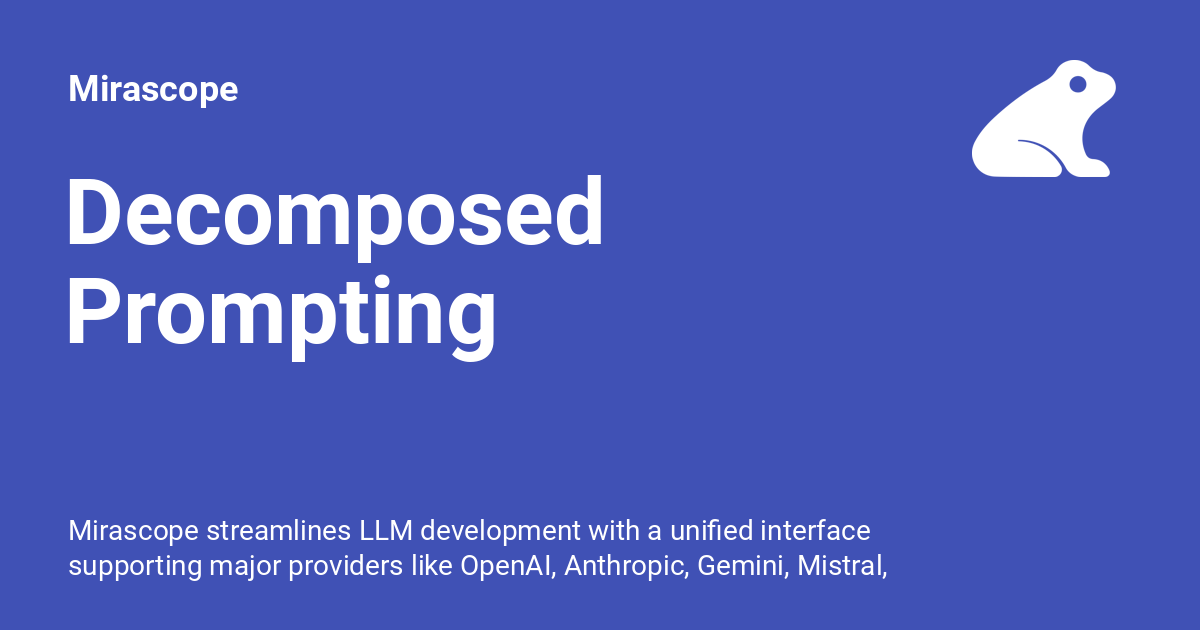 Mirascope
Decomposed
Prompting
Mirascope streamlines LLM development with a unified interface
supporting major providers like OpenAI, Anthropic, Gemini, Mistral,